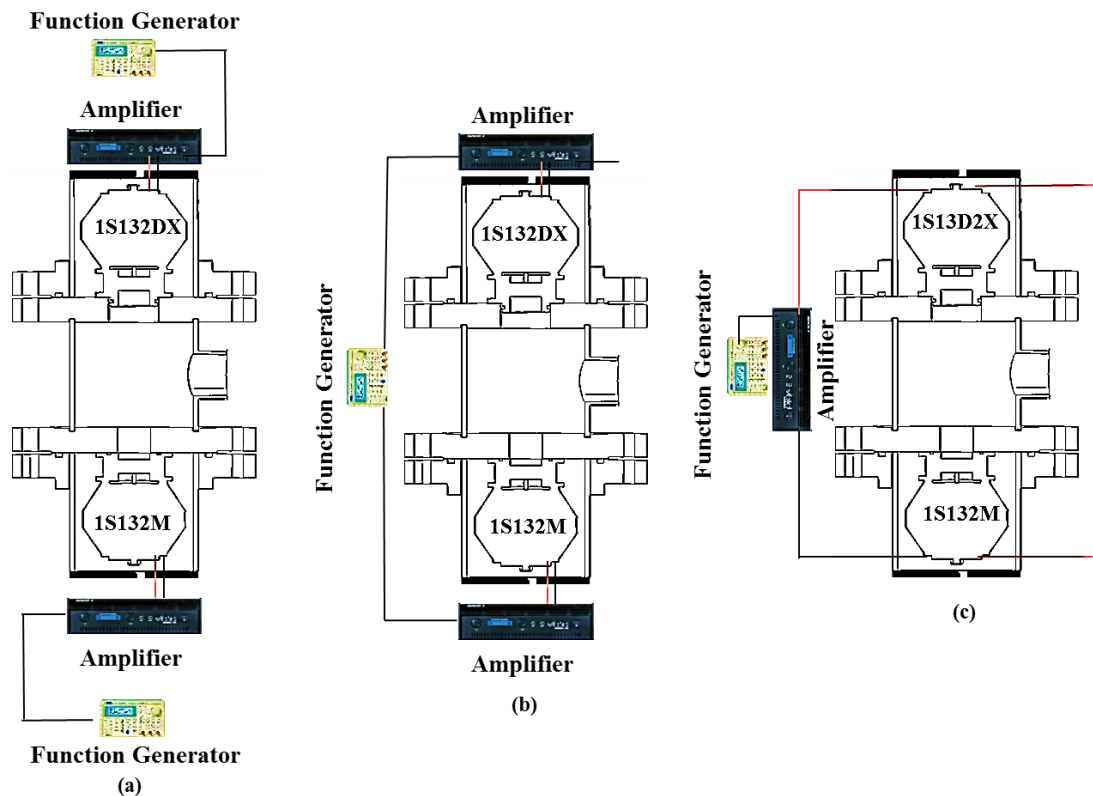 Function Generator
Amplifier
1S132DX
1S132M
Amplifier
Function Generator
(a)
Amplifier
1S132DX
Function Generator
1S132M
Amplifier
(b)
1S13D2X
Function Generator
Amplifier
1S132M
(c)